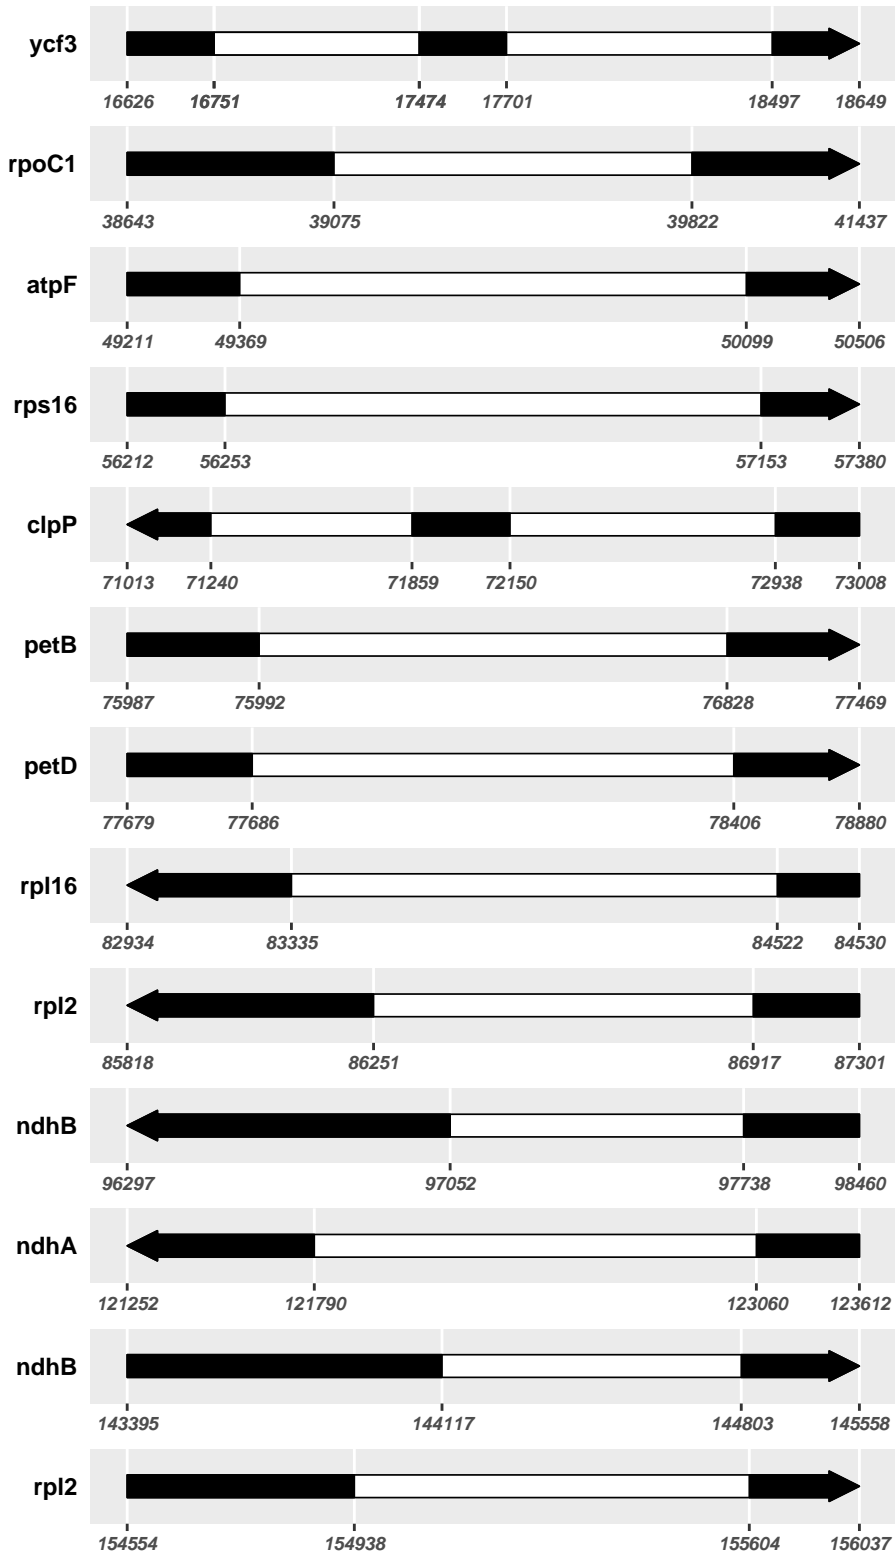 ycf3
16626 16751 17474 17701 18497 18649
rpoC1
38643 39075 39822 41437
atpF
49211 49369 50099 50506
rps16
56212 56253 57153 57380
clpP
71013 71240 71859 72150 72938 73008
petB
75987 75992 76828 77469
petD
77679 77686 78406 78880
rpl16
82934 83335 84522 84530
rpl2
85818 86251 86917 87301
ndhB
96297 97052 97738 98460
ndhA
121252 121790 123060 123612
ndhB
143395 144117 144803 145558
rpl2
154554 154938 155604 156037